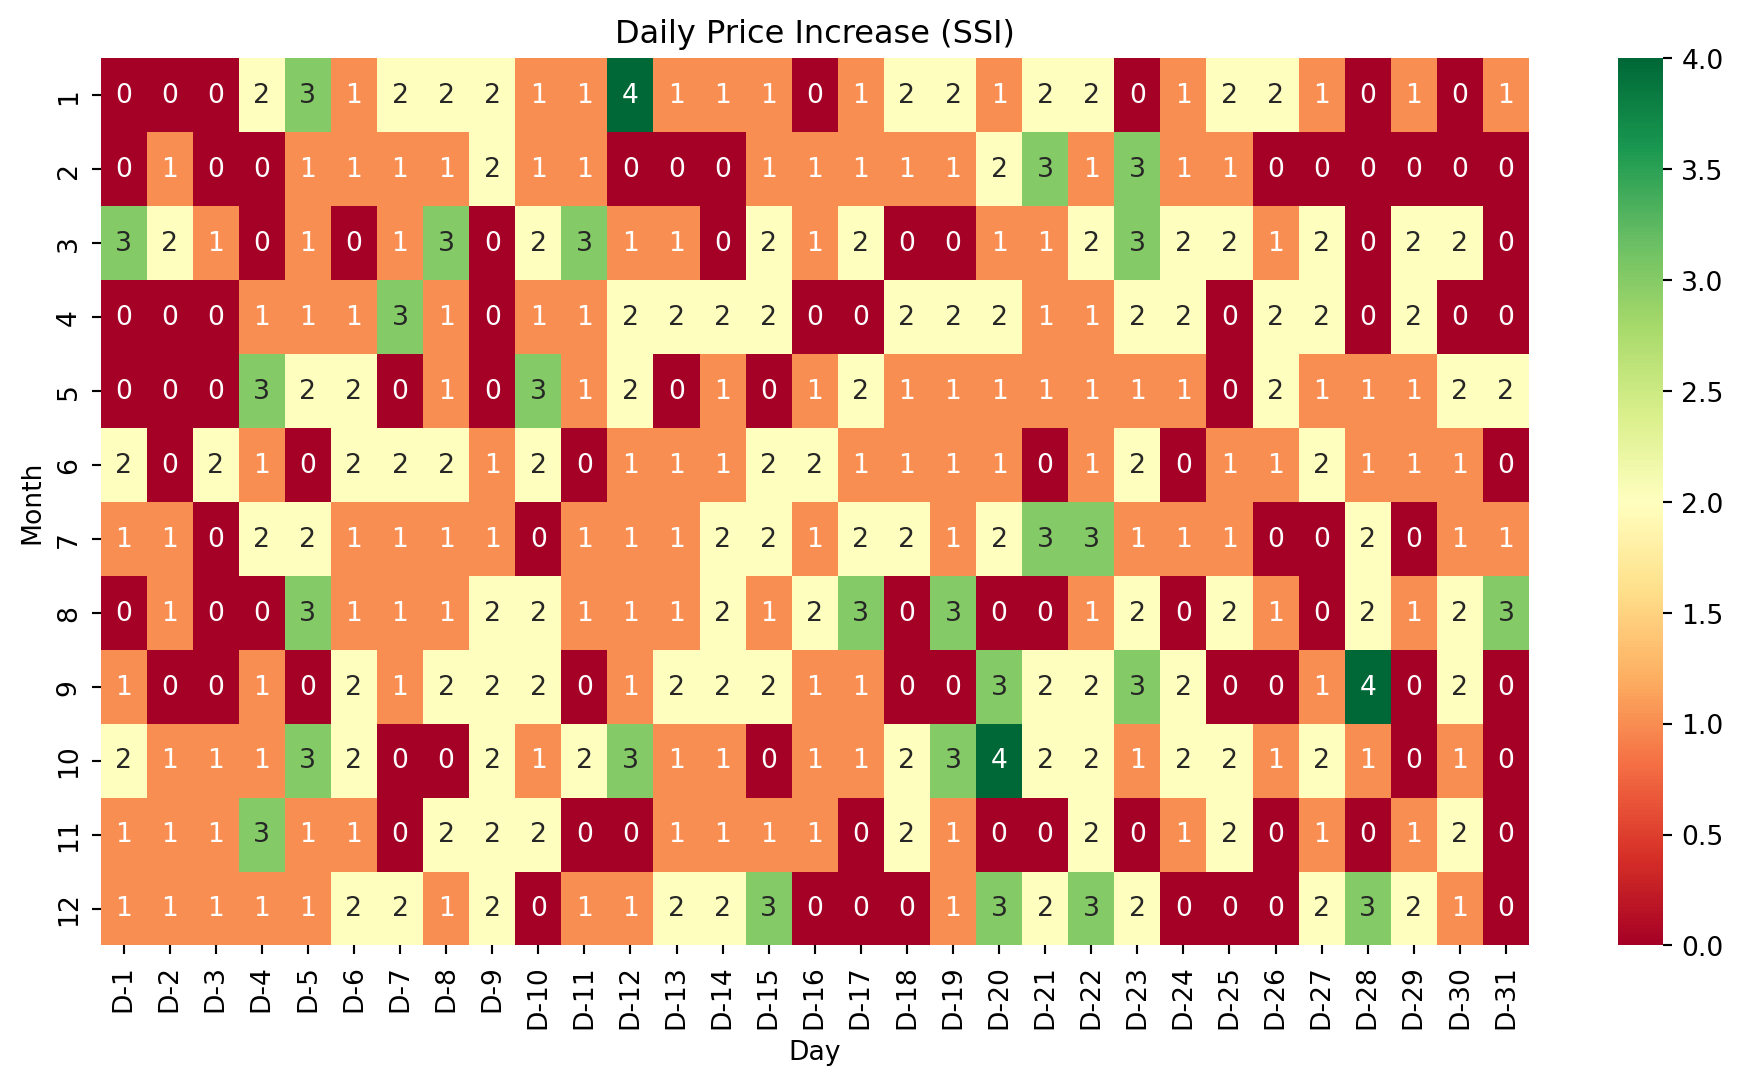 Daily Price Increase (SSI)
1 0 0 0 2 3 1 2 2 2 1 1 4 1 1 1 0 1 2 2 1 2 2 0 1 2 2 1 0 1 0 1
2 0 1 0 0 1 1 1 1 2 1 1 0 0 0 1 1 1 1 1 2 3 1 3 1 1 0 0 0 0 0 0
3 3 2 1 0 1 0 1 3 0 2 3 1 1 0 2 1 2 0 0 1 1 2 3 2 2 1 2 0 2 2 0
4 0 0 0 1 1 1 3 1 0 1 1 2 2 2 2 0 0 2 2 2 1 1 2 2 0 2 2 0 2 0 0
5 0 0 0 3 2 2 0 1 0 3 1 2 0 1 0 1 2 1 1 1 1 1 1 1 0 2 1 1 1 2 2
6 2 0 2 1 0 2 2 2 1 2 0 1 1 1 2 2 1 1 1 1 0 1 2 0 1 1 2 1 1 1 0
7 1 1 0 2 2 1 1 1 1 0 1 1 1 2 2 1 2 2 1 2 3 3 1 1 1 0 0 2 0 1 1
8 0 1 0 0 3 1 1 1 2 2 1 1 1 2 1 2 3 0 3 0 0 1 2 0 2 1 0 2 1 2 3
9 1 0 0 1 0 2 1 2 2 2 0 1 2 2 2 1 1 0 0 3 2 2 3 2 0 0 1 4 0 2 0
10 2 1 1 1 3 2 0 0 2 1 2 3 1 1 0 1 1 2 3 4 2 2 1 2 2 1 2 1 0 1 0
11 1 1 1 3 1 1 0 2 2 2 0 0 1 1 1 1 0 2 1 0 0 2 0 1 2 0 1 0 1 2 0
12 1 1 1 1 1 2 2 1 2 0 1 1 2 2 3 0 0 0 1 3 2 3 2 0 0 0 2 3 2 1 0
Month
D-1 D-2 D-3 D-4 D-5 D-6 D-7 D-8 D-9 D-10 D-11 D-12 D-13 D-14 D-15 D-16 D-17 D-18 D-19 D-20 D-21 D-22 D-23 D-24 D-25 D-26 D-27 D-28 D-29 D-30 D-31
Day
4.0
3.5
3.0
2.5
2.0
1.5
1.0
0.5
0.0